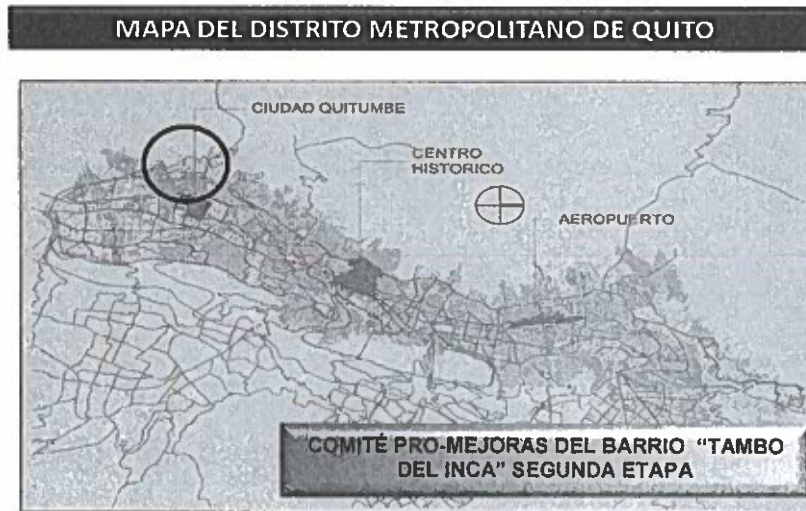 MAPA DEL DISTRITO METROPOLITANO DE QUITO
CIUDAD QUITUMBE
CENTRO
HISTORICO
AEROPUERTO
COMITÉ PRO-MEJORAS DEL BARRIO “TAMBO
DEL INCA” SEGUNDA ETAPA